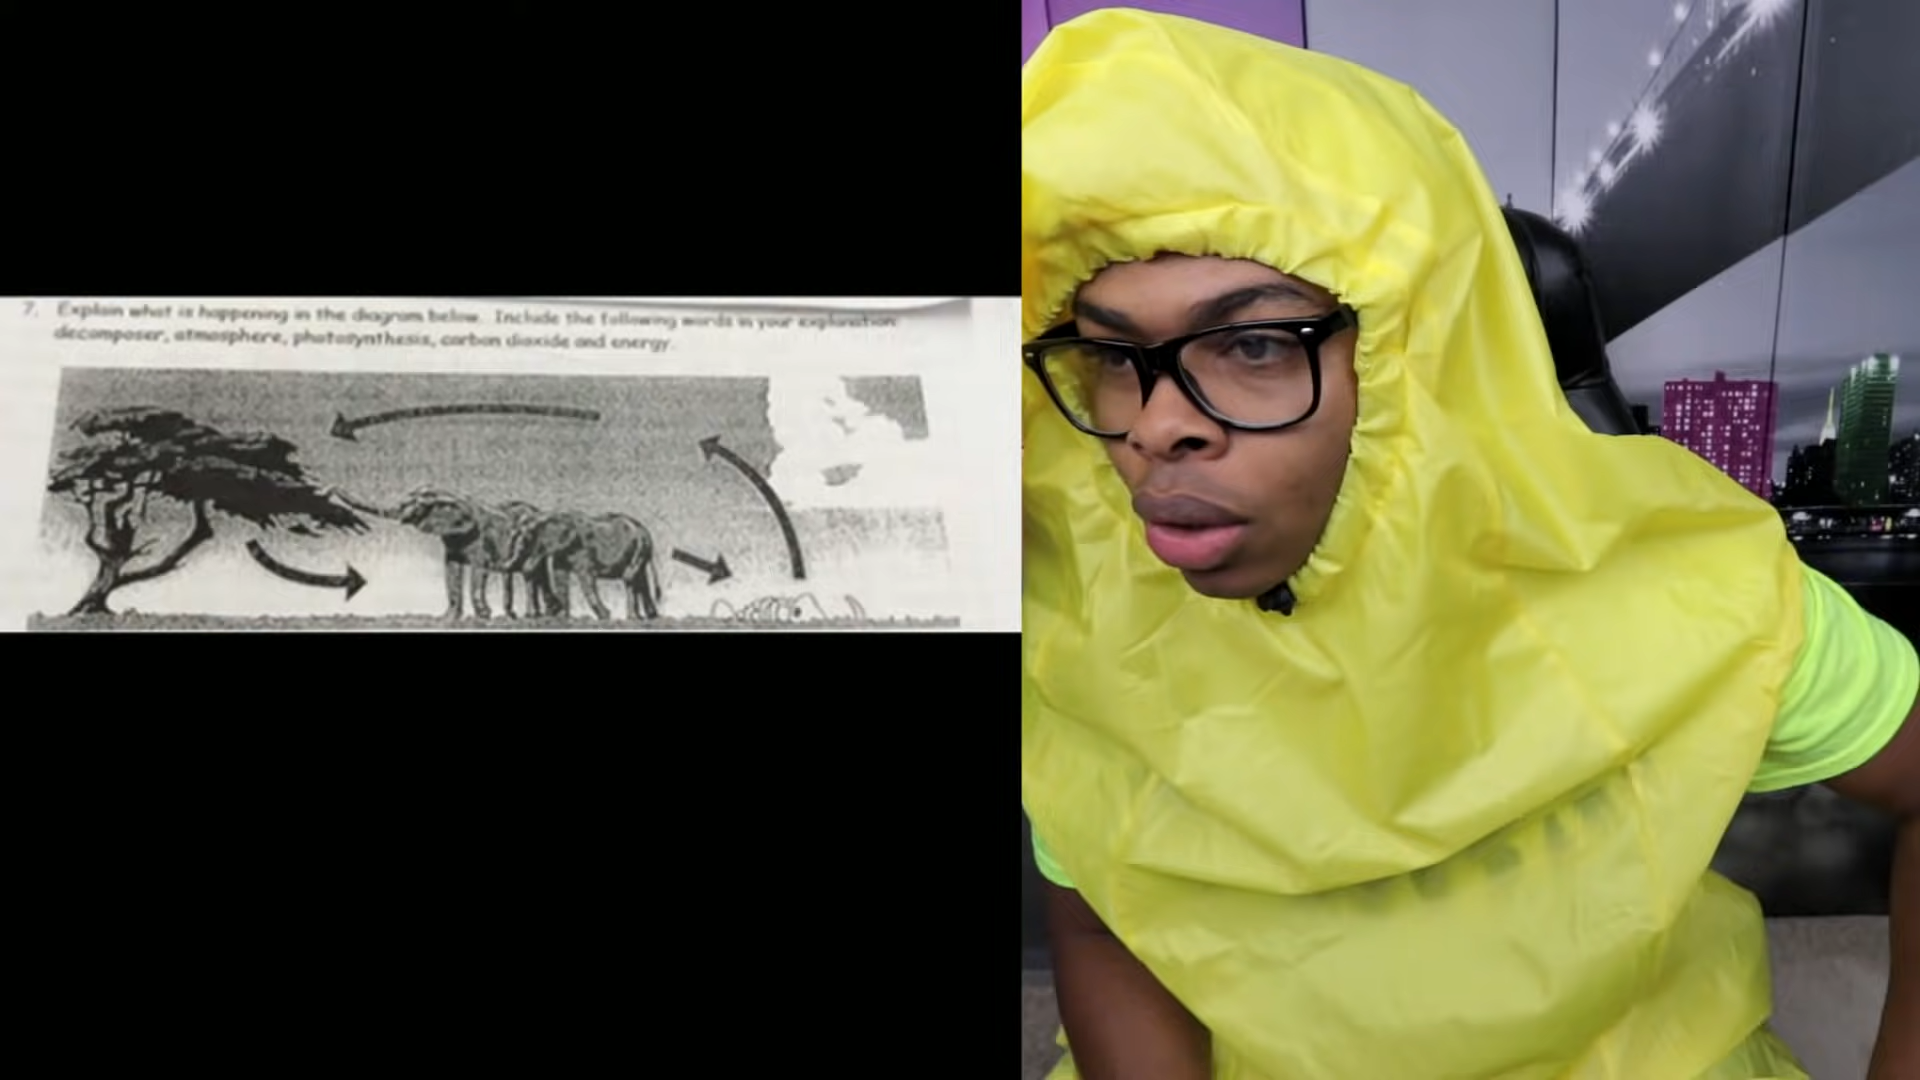 7. Explain what is happening in the diagram below. Include the following words in your explanation:
decomposer, atmosphere, photosynthesis, carbon dioxide and energy.